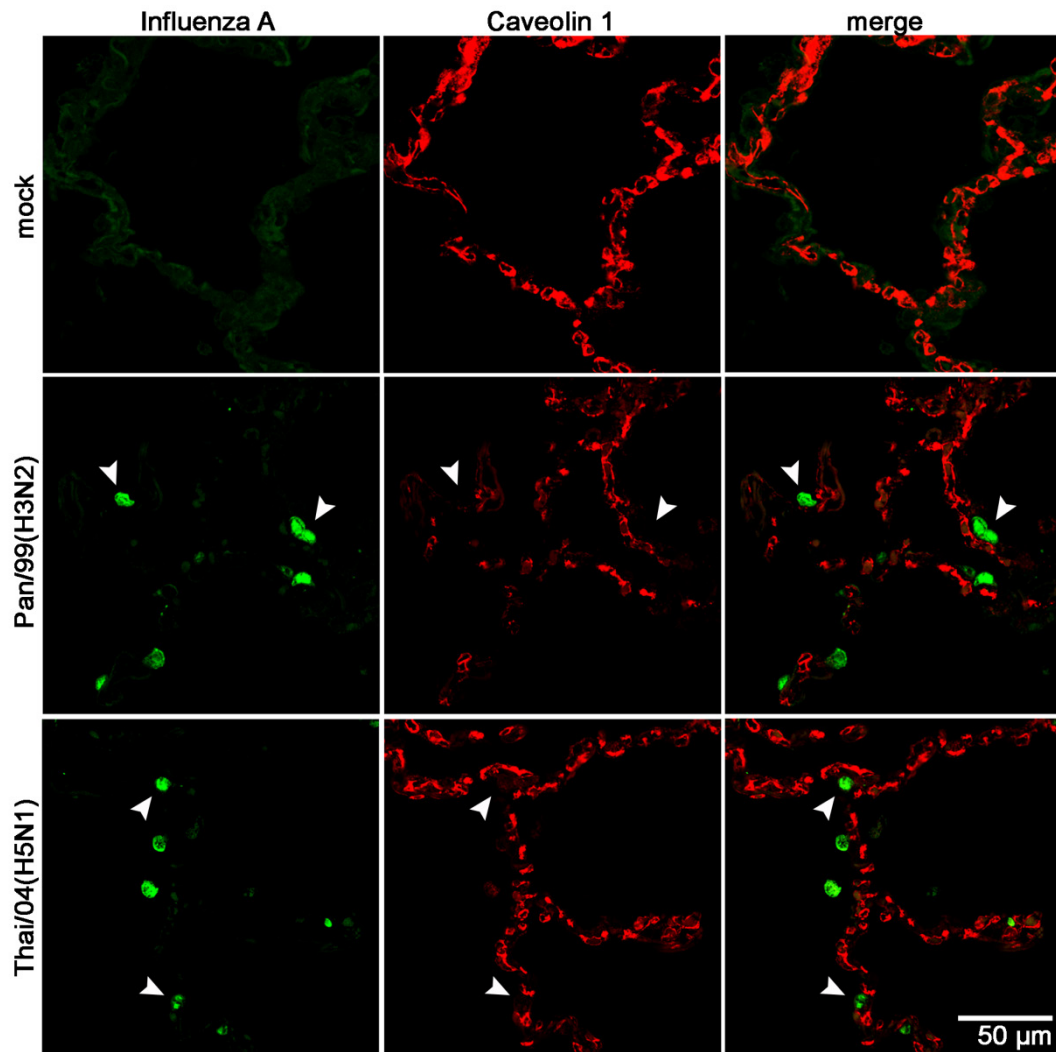 Influenza A
Caveolin 1
merge
mock
Pan/99(H3N2)
Thai/04(H5N1)
50 µm